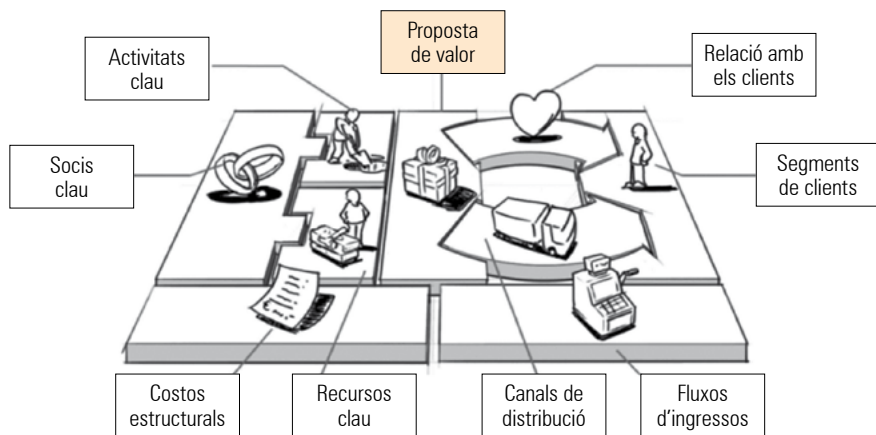 Proposta
de valor
Activitats
clau
Relació amb
els clients
Socis
clau
Segments
de clients
Costos
estructurals
Recursos
clau
Canals de
distribució
Fluxos
d'ingressos